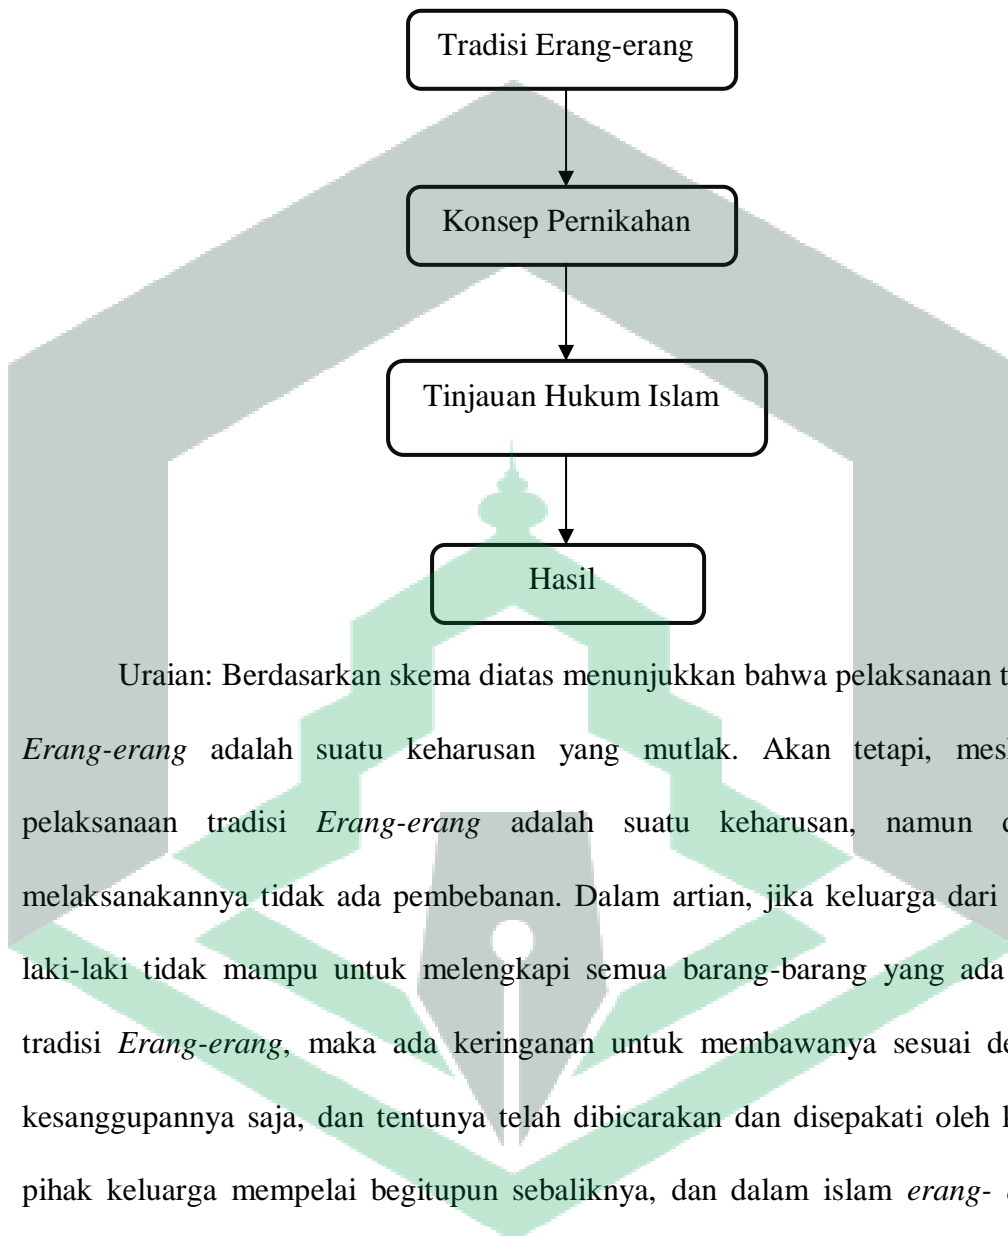 Tradisi Erang-erang
Konsep Pernikahan
Tinjauan Hukum Islam
Hasil
Uraian: Berdasarkan skema diatas menunjukkan bahwa pelaksanaan
Erang-erang adalah suatu keharusan yang mutlak. Akan tetapi,
pelaksanaan tradisi Erang-erang adalah suatu keharusan, namun
melaksanakannya tidak ada pembebanan. Dalam artian, jika keluarga dari
laki-laki tidak mampu untuk melengkapi semua barang-barang yang ada
tradisi Erang-erang, maka ada keringanan untuk membawanya sesuai
kesanggupannya saja, dan tentunya telah dibicarakan dan disepakati oleh
pihak keluarga mempelai begitupun sebaliknya, dan dalam islam erang-